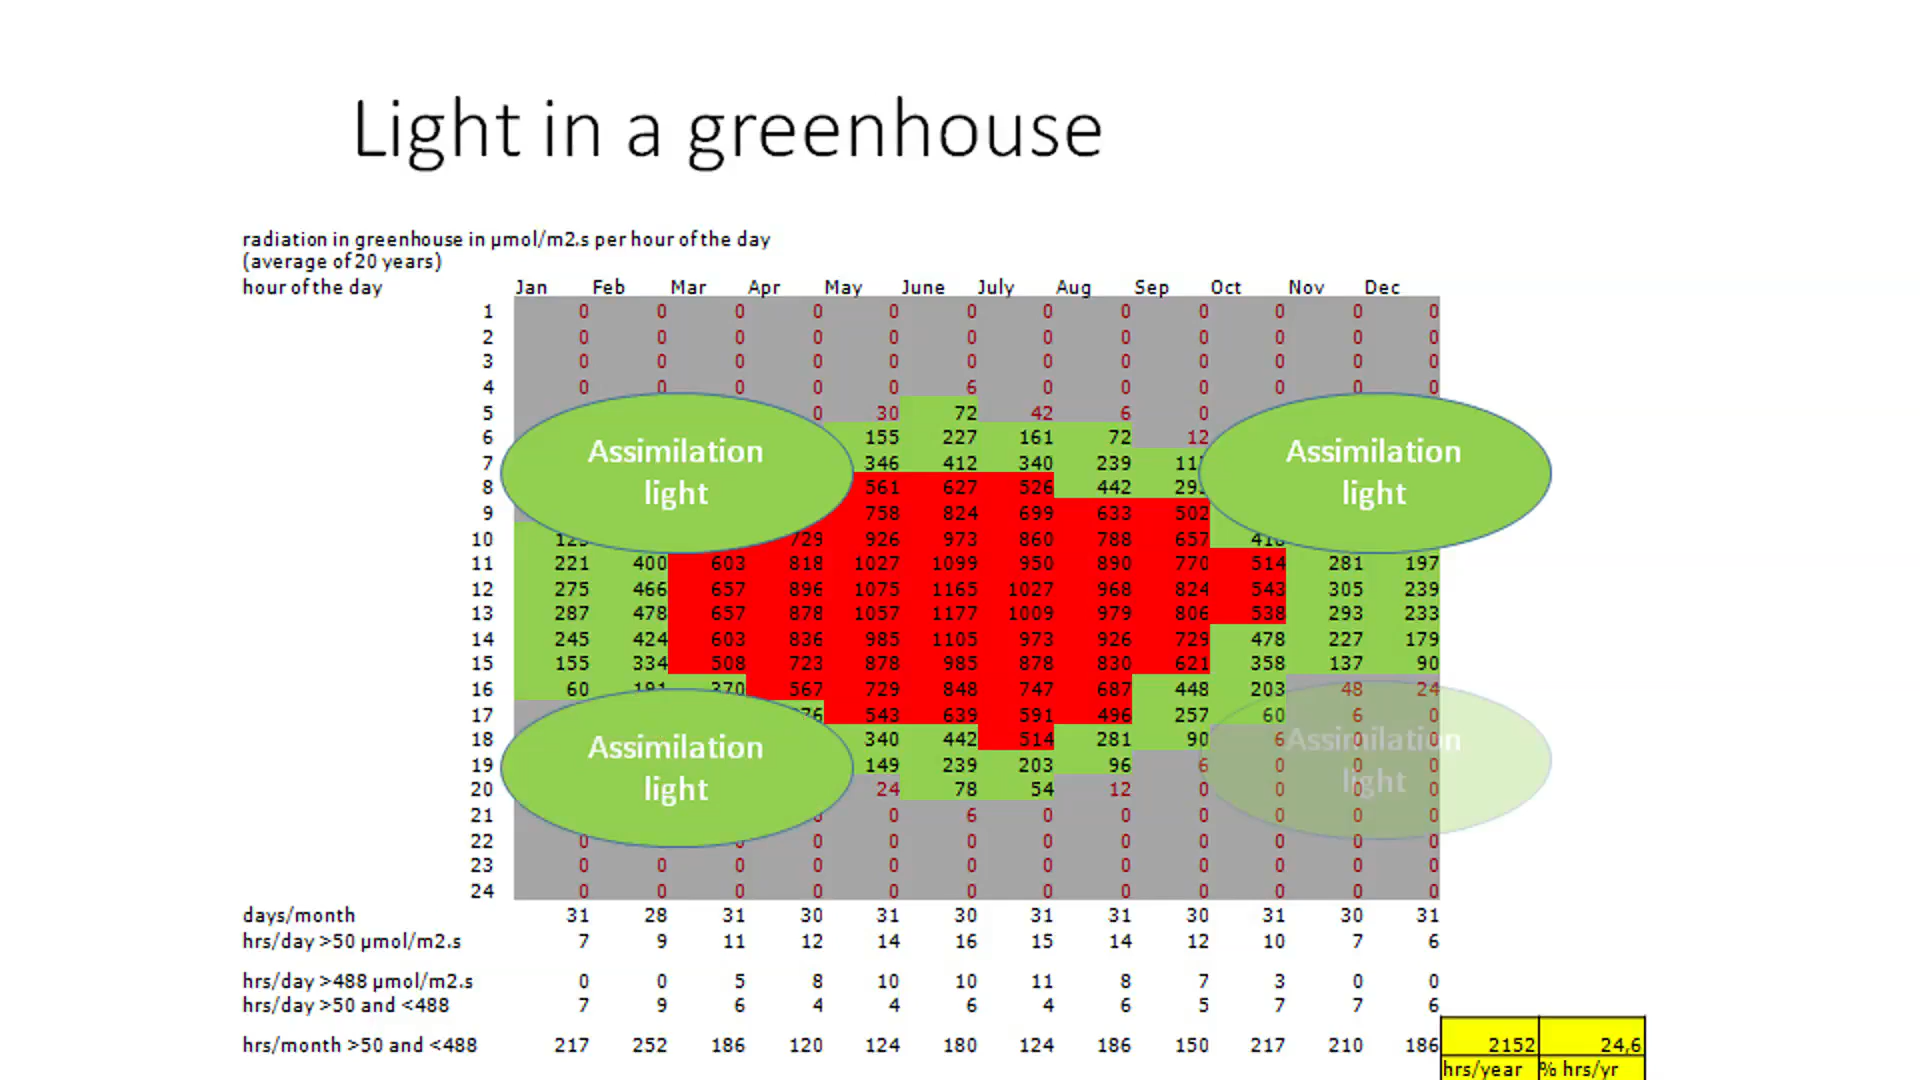 Light in a greenhouse
radiation in greenhouse in µmol/m2.s per hour of the day
(average of 20 years)
hour of the day Jan Feb Mar Apr May June July Aug Sep Oct Nov Dec
1 0 0 0 0 0 0 0 0 0 0 0 0
2 0 0 0 0 0 0 0 0 0 0 0 0
3 0 0 0 0 0 0 0 0 0 0 0 0
4 0 0 0 0 0 6 0 0 0 0 0 0
5 0 30 72 42 6 0
6 155 227 161 72 12
7 346 412 340 239
8 561 627 526 442
9 758 824 699 633 502
10 729 926 973 860 788 657
11 221 400 603 818 1027 1099 950 890 770 514 281 197
12 275 466 657 896 1075 1165 1027 968 824 543 305 239
13 287 478 657 878 1057 1177 1009 979 806 538 293 233
14 245 424 603 836 985 1105 973 926 729 478 227 179
15 155 334 508 723 878 985 878 830 621 358 137 90
16 60 191 370 567 729 848 747 687 448 203 48 24
17 543 639 591 496 257 60 6 0
18 340 442 514 281 90 6 0 0
19 149 239 203 96 6 0 0 0
20 24 78 54 12 0 0 0 0
21 0 6 0 0 0 0 0 0
22 0 0 0 0 0 0 0 0 0 0 0 0
23 0 0 0 0 0 0 0 0 0 0 0 0
24 0 0 0 0 0 0 0 0 0 0 0 0
Assimilation
light
Assimilation
light
Assimilation
light
Assimilation
light
days/month 31 28 31 30 31 30 31 31 30 31 30 31
hrs/day >50 µmol/m2.s 7 9 11 12 14 16 15 14 12 10 7 6
hrs/day >488 µmol/m2.s 0 0 5 8 10 10 11 8 7 3 0 0
hrs/day >50 and <488 7 9 6 4 4 6 4 6 5 7 7 6
hrs/month >50 and <488 217 252 186 120 124 180 124 186 150 217 210 186 2152 24,6
hrs/year % hrs/yr